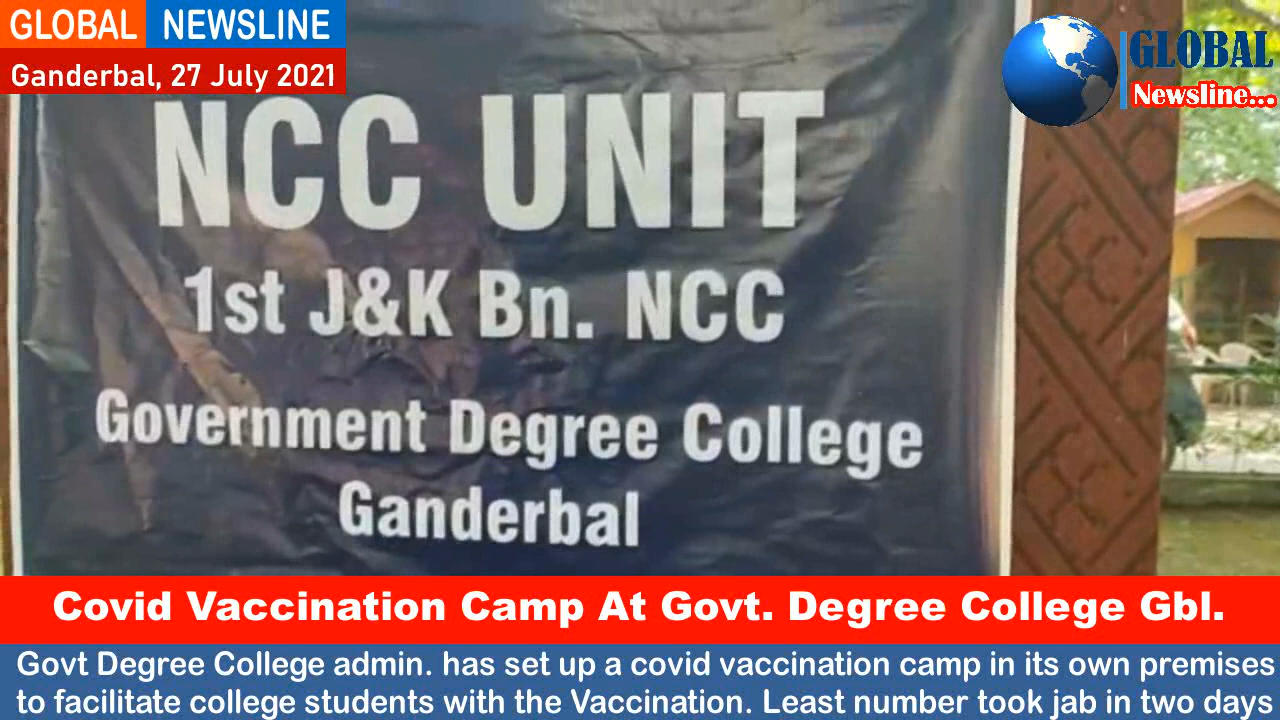 GLOBAL NEWSLINE
Ganderbal, 27 July 2021
GLOBAL
Newsline...
NCC UNIT
1st J&K Bn. NCC
Government Degree College
Ganderbal
Covid Vaccination Camp At Govt. Degree College Gbl.
Govt Degree College admin. has set up a covid vaccination camp in its own premises
to facilitate college students with the Vaccination. Least number took jab in two days